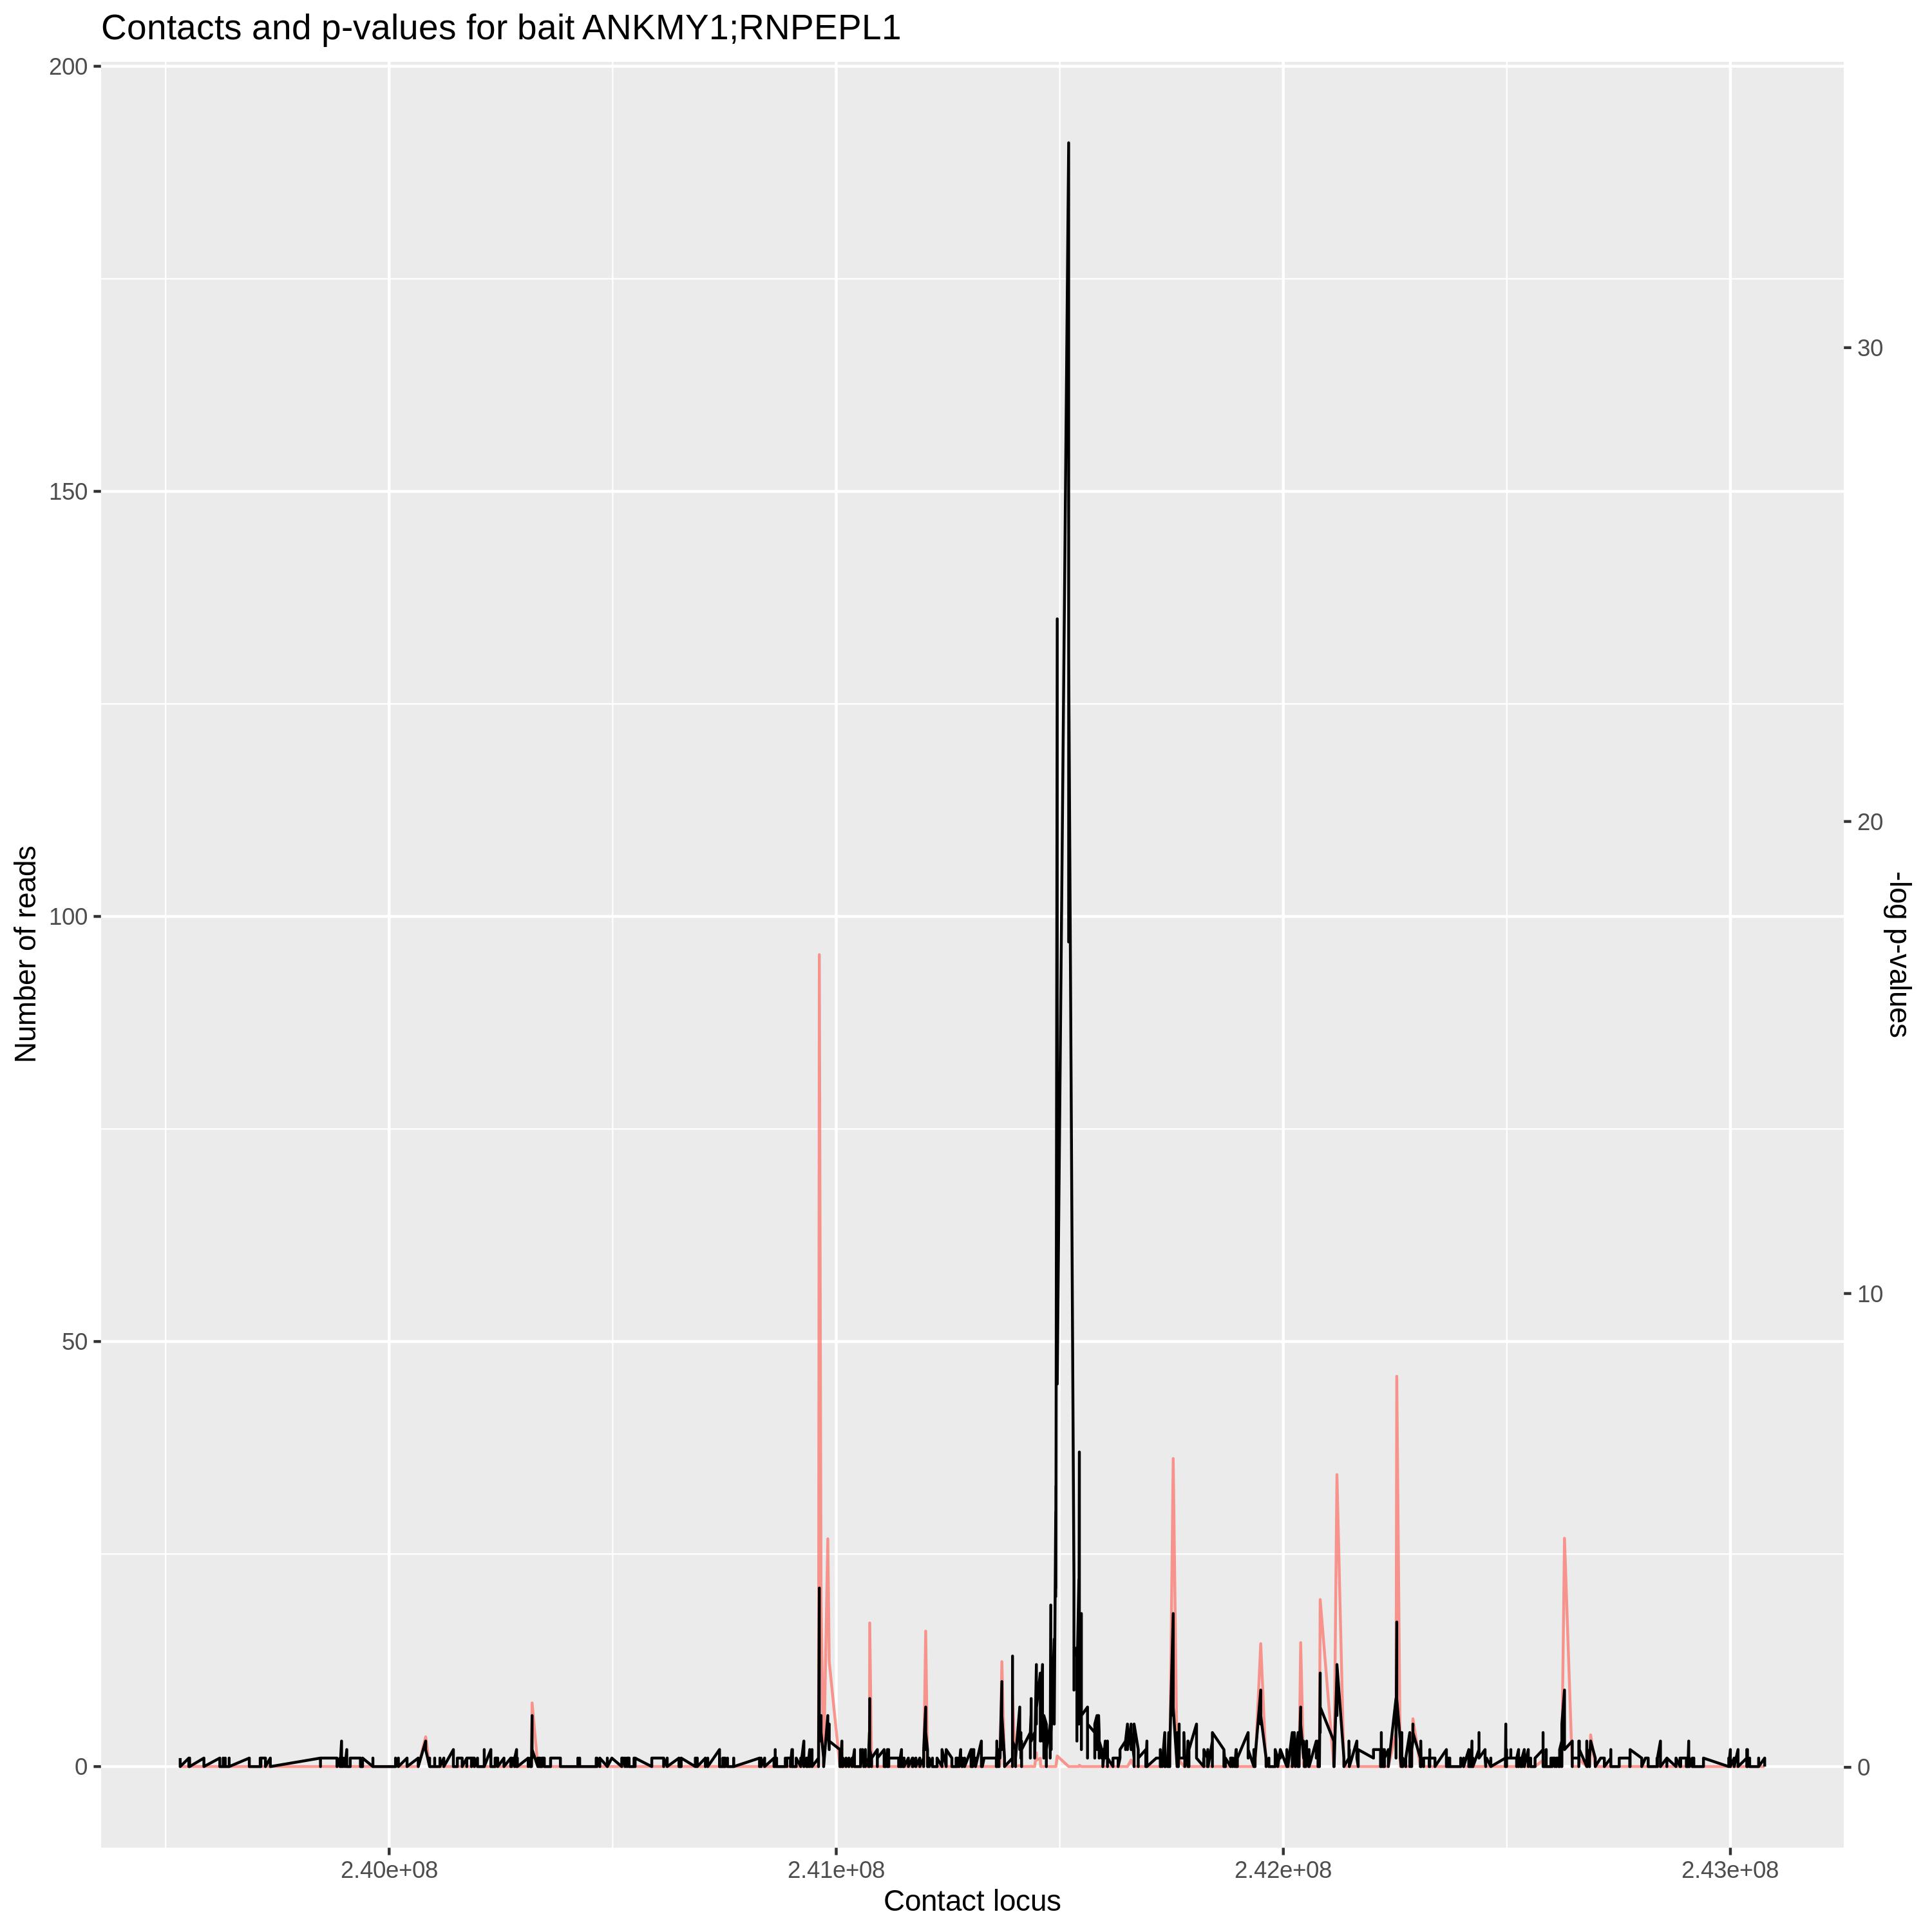 Contacts and p-values for bait ANKMY1;RNPEPL1
200
150
100
50
0
Number of reads
30
20
10
0
-log p-values
2.40e+08
2.41e+08
2.42e+08
2.43e+08
Contact locus